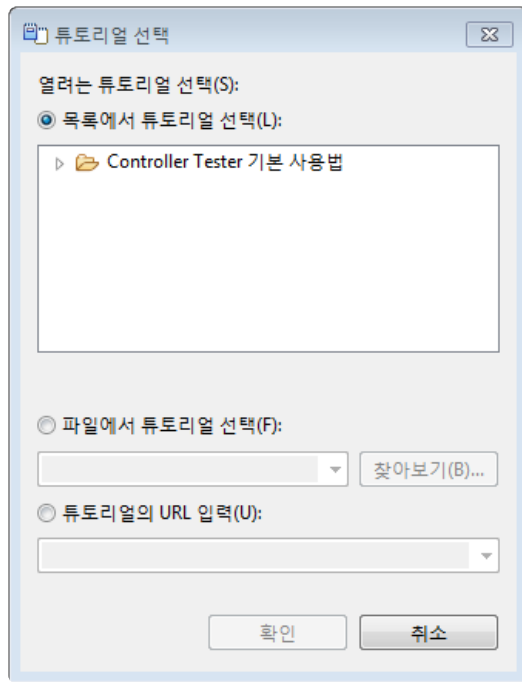 튜토리얼 선택
열려는 튜토리얼 선택(S):
목록에서 튜토리얼 선택(L):
Controller Tester 기본 사용법
파일에서 튜토리얼 선택(F):
찾아보기(B)...
튜토리얼의 URL 입력(U):
확인 취소